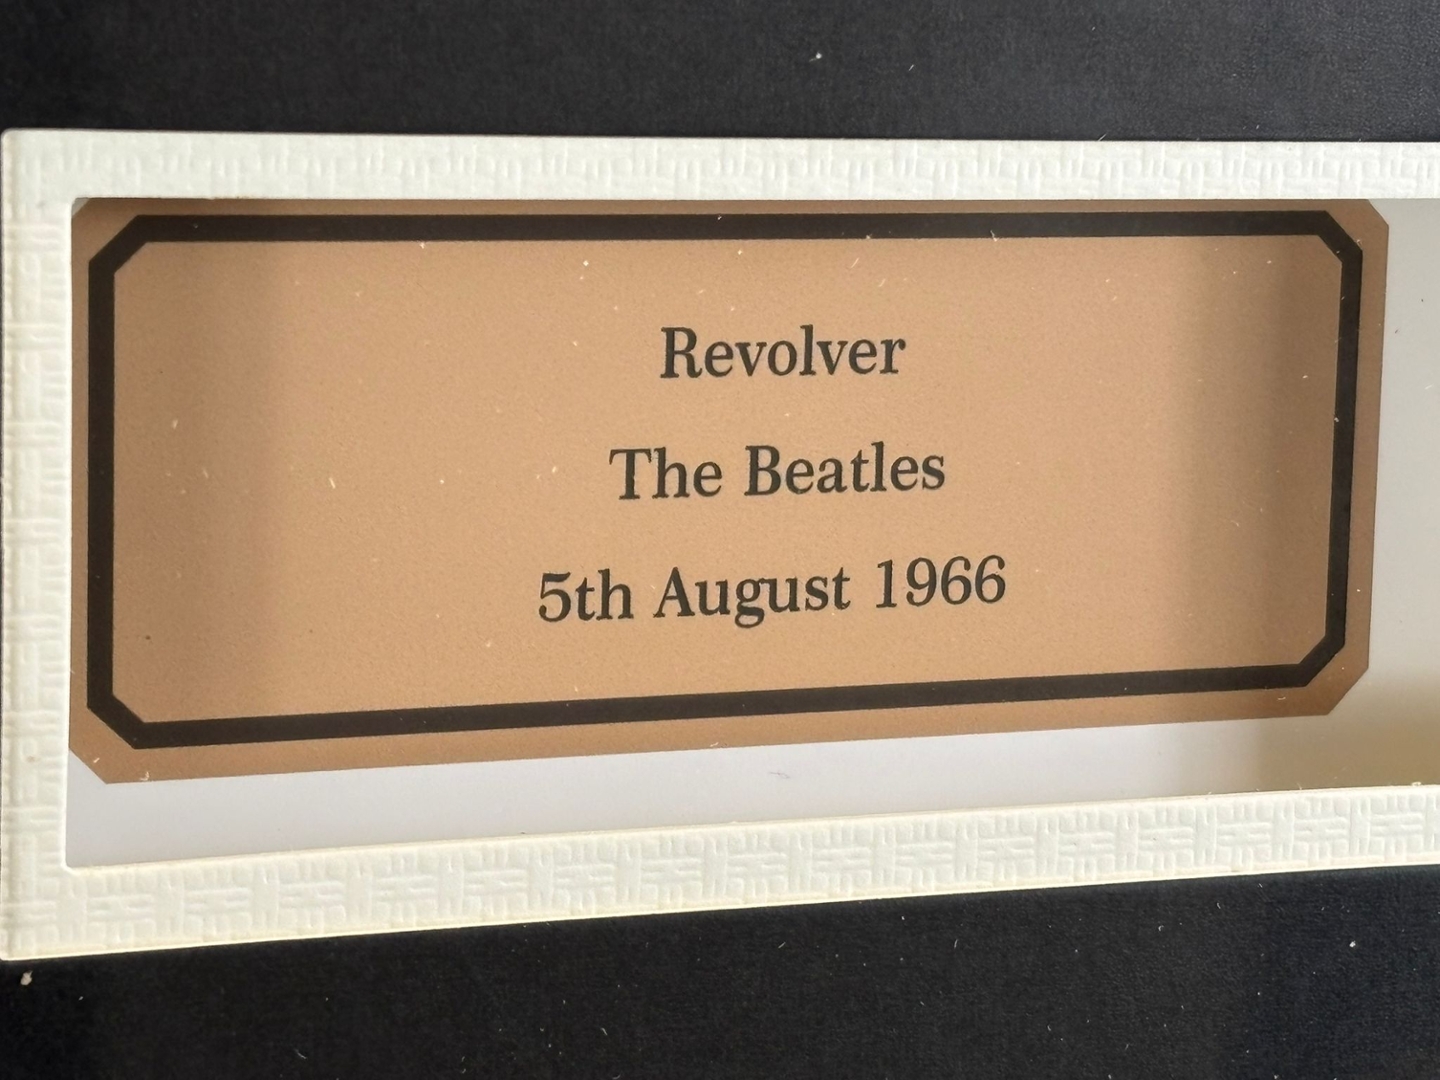 Revolver
The Beatles
5th August 1966